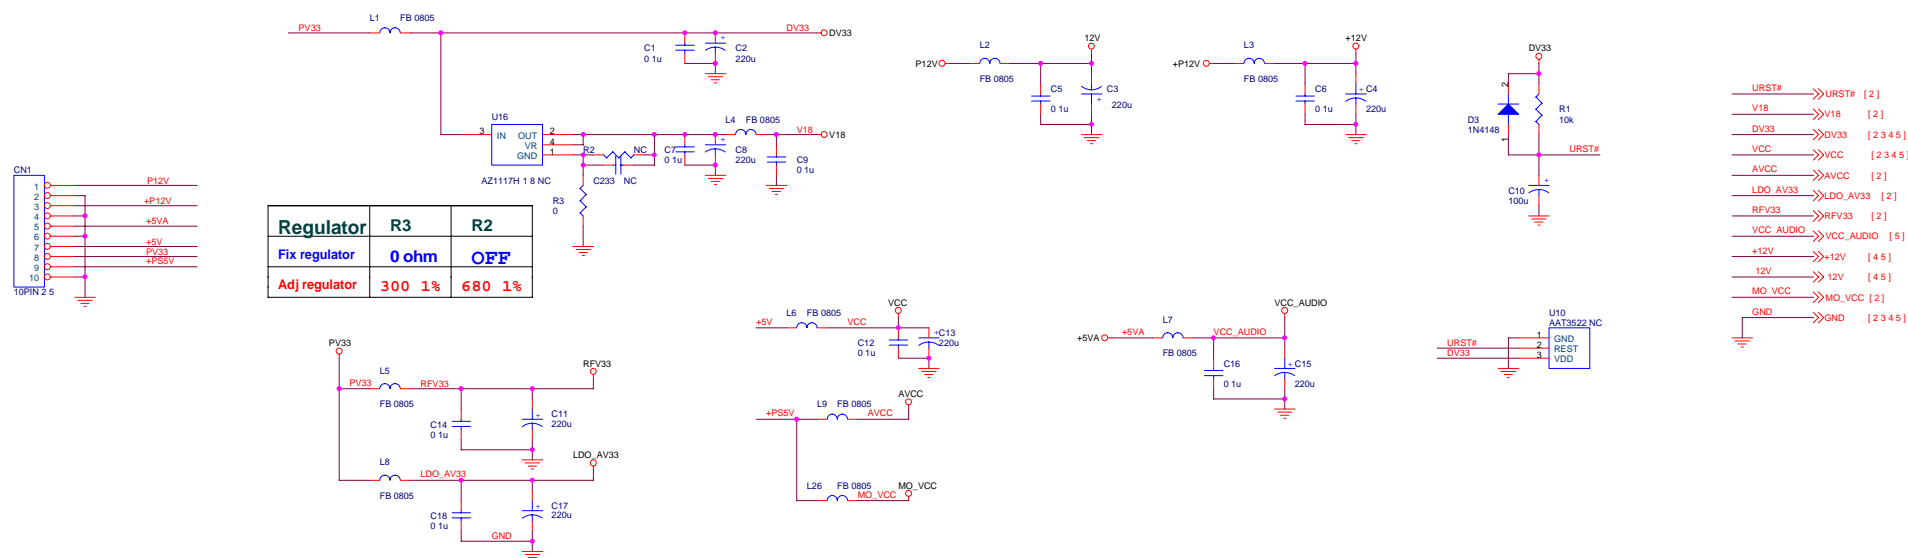 L1 FB 0805
PV33
DV33
DV33
C1
0 1u
+
C2
220u
U16
3 IN OUT 2
VR 4
GND 1
AZ1117H 1 8 NC
R2 NC
C233 NC
R3
0
C7
0 1u
+
C8
220u
L4 FB 0805
V18
V18
C9
0 1u
L2
FB 0805
P12V
12V
C5
0 1u
C3
+
220u
L3
FB 0805
+P12V
+12V
C6
0 1u
+
C4
220u
DV33
2
D3
1N4148
1
R1
10k
URST#
C10
100u
+
URST# URST# [ 2 ]
V18 V18 [ 2 ]
DV33 DV33 [ 2 3 4 5 ]
VCC VCC [ 2 3 4 5 ]
AVCC AVCC [ 2 ]
LDO_AV33 LDO_AV33 [ 2 ]
RFV33 RFV33 [ 2 ]
VCC AUDIO VCC_AUDIO [ 5 ]
+12V +12V [ 4 5 ]
12V 12V [ 4 5 ]
MO VCC MO_VCC [ 2 ]
GND GND [ 2 3 4 5 ]
CN1
1 P12V
2
3 +P12V
4
5 +5VA
6
7 +5V
8 PV33
9 +PS5V
10
10PIN 2 5
Regulator R3 R2
Fix regulator 0 ohm OFF
Adj regulator 300 1% 680 1%
PV33
L5
PV33 RFV33
FB 0805
RFV33
C14
0 1u
+
C11
220u
L8
LDO_AV33
FB 0805
LDO_AV33
C18
0 1u
+
C17
220u
GND
L6 FB 0805
+5V VCC
VCC
C12
0 1u
+
C13
220u
L9 FB 0805
+PS5V AVCC
AVCC
L26 FB 0805
MO_VCC
MO_VCC
L7
+5VA +5VA
FB 0805
VCC_AUDIO
VCC_AUDIO
C16
0 1u
+
C15
220u
U10
AAT3522 NC
1 GND
URST# 2 REST
DV33 3 VDD